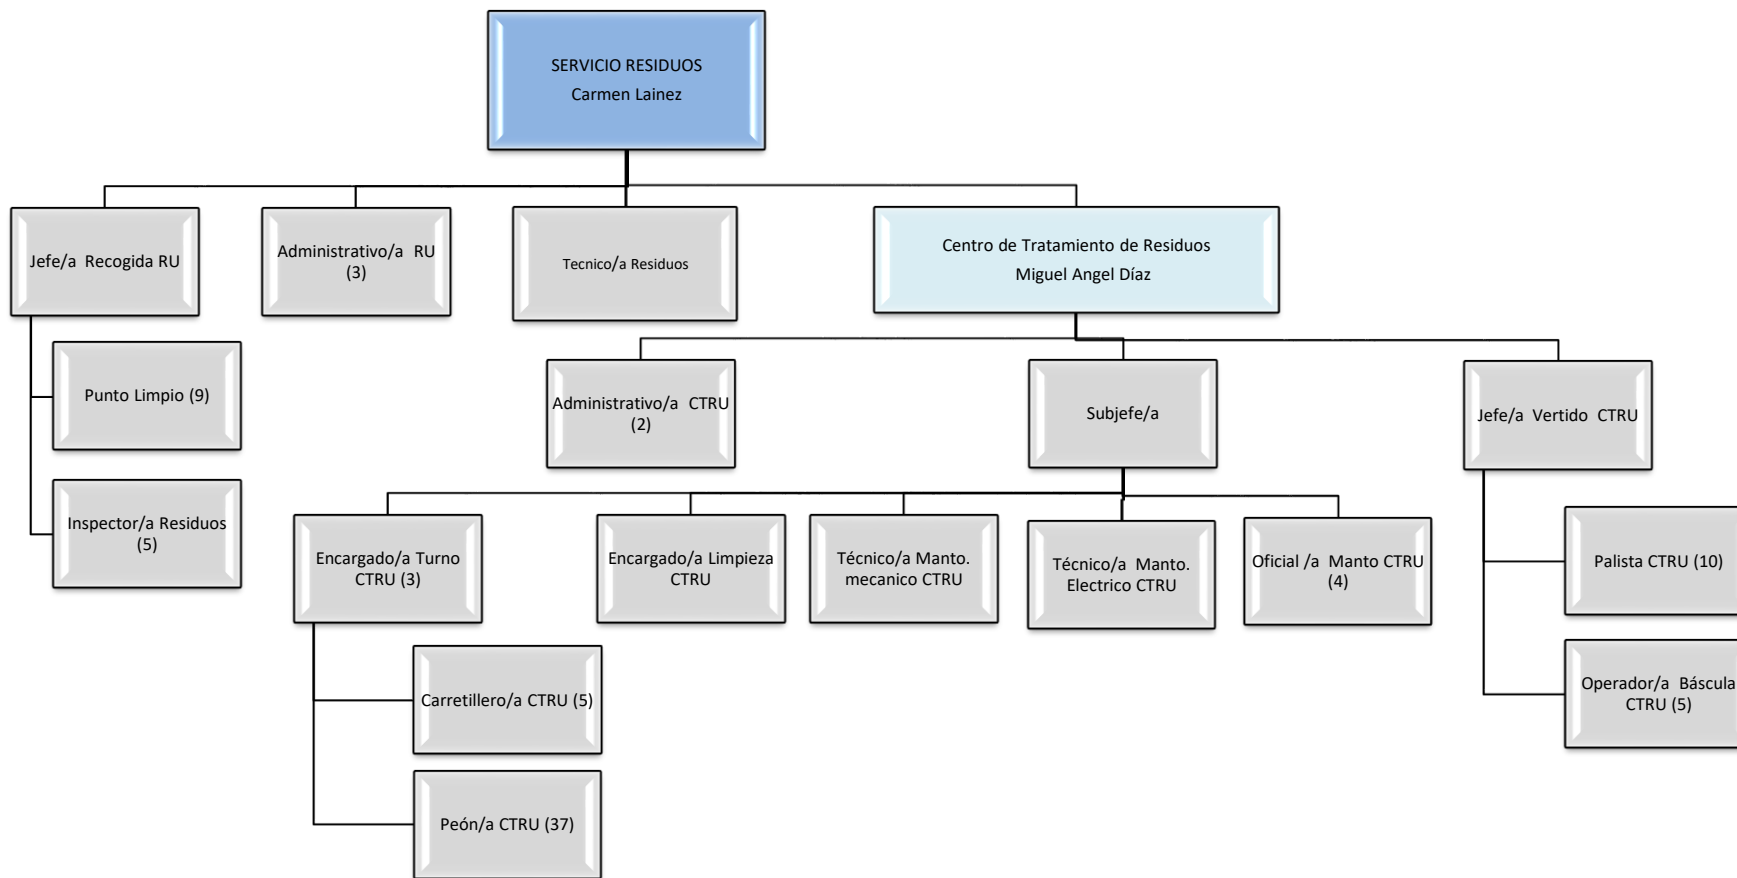 SERVICIO RESIDUOS
Carmen Lainez
Jefe/a Recogida RU
Administrativo/a RU
(3)
Tecnico/a Residuos
Centro de Tratamiento de Residuos
Miguel Angel Díaz
Punto Limpio (9)
Inspector/a Residuos
(5)
Administrativo/a CTRU
(2)
Subjefe/a
Jefe/a Vertido CTRU
Encargado/a Turno
CTRU (3)
Encargado/a Limpieza
CTRU
Técnico/a Manto.
mecanico CTRU
Técnico/a Manto.
Electrico CTRU
Oficial /a Manto CTRU
(4)
Carretillero/a CTRU (5)
Peón/a CTRU (37)
Palista CTRU (10)
Operador/a Báscula
CTRU (5)